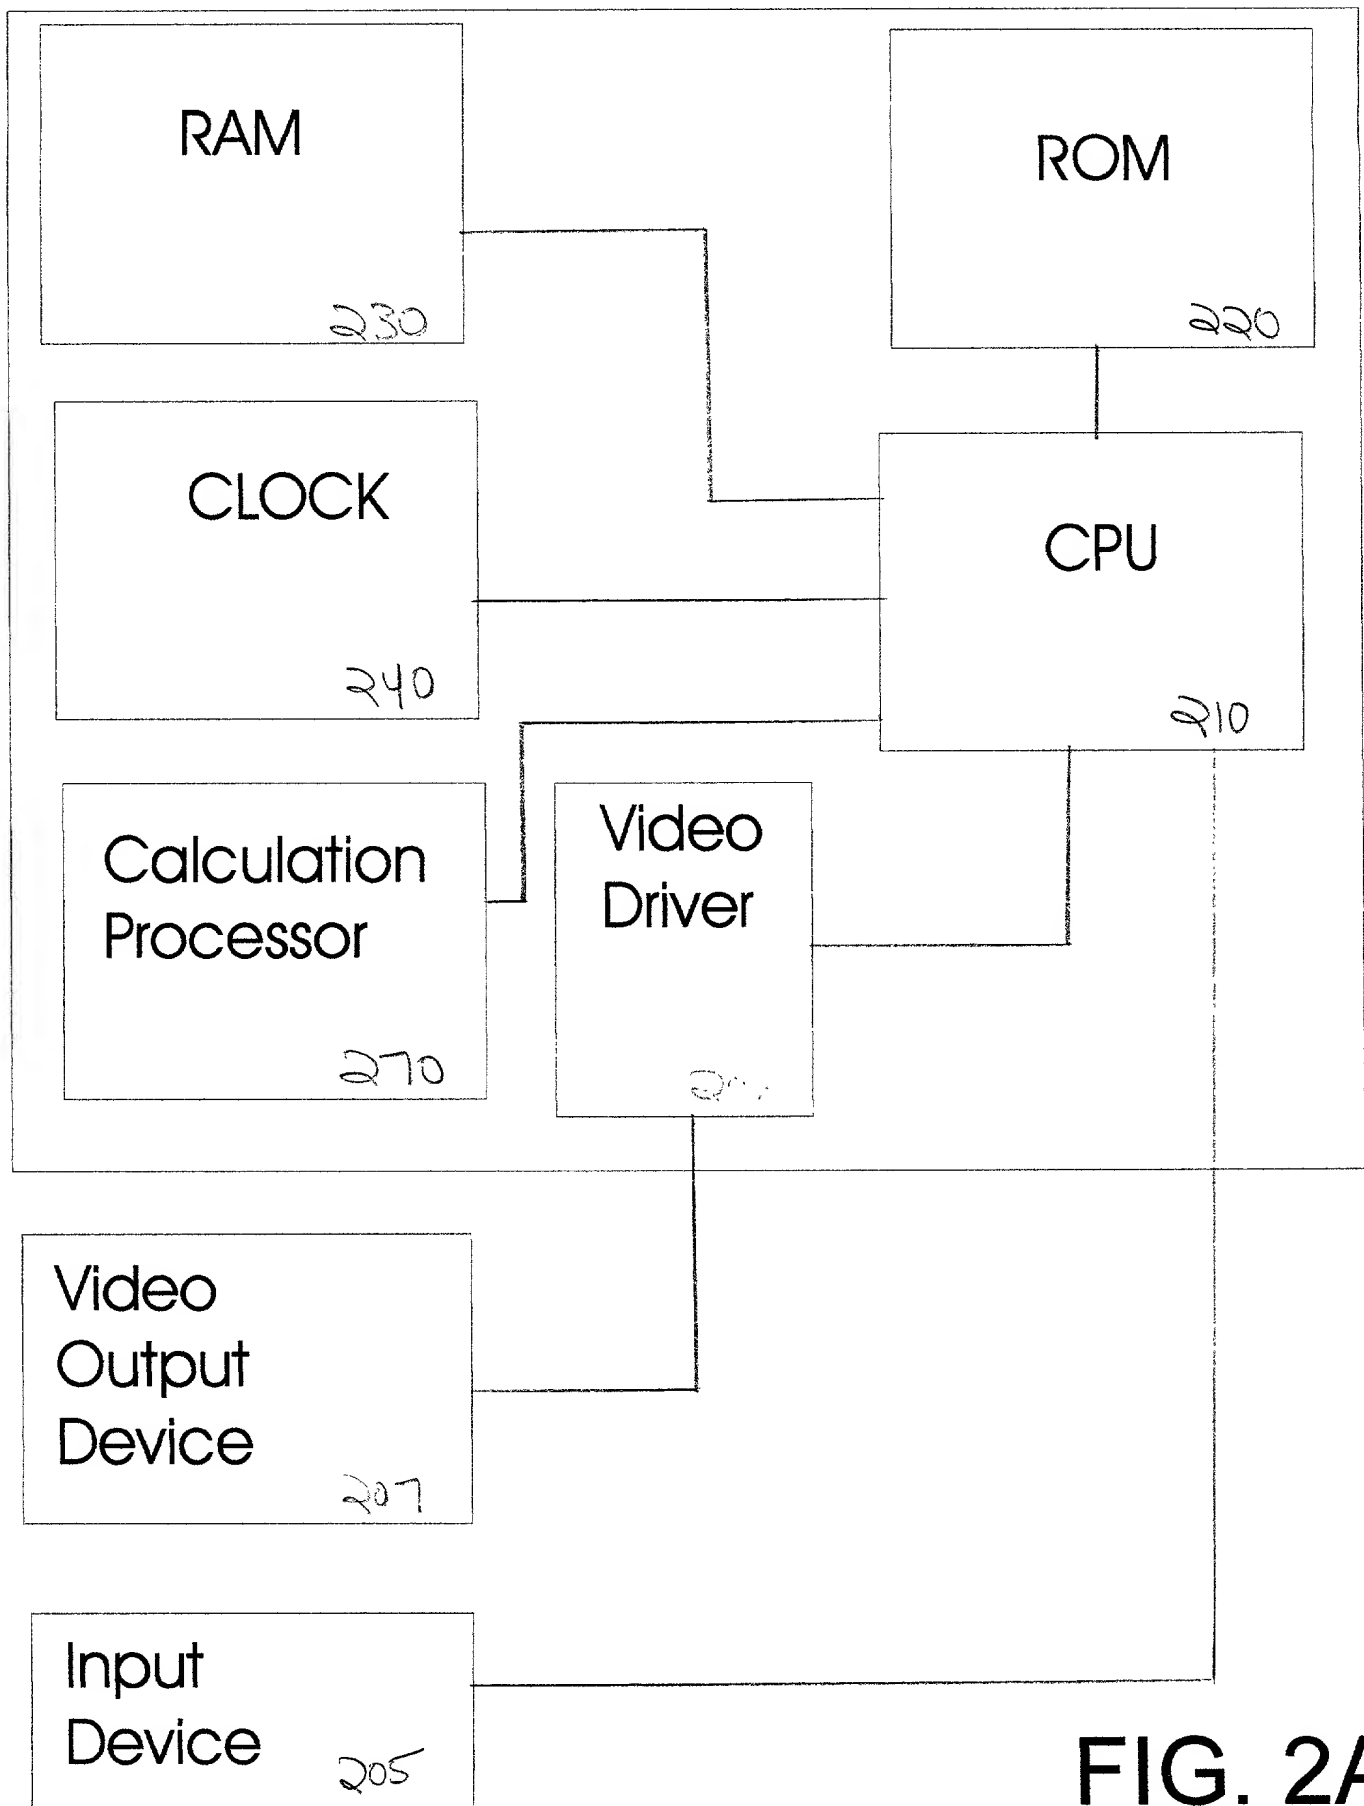 RAM
230
ROM
220
CLOCK
240
CPU
210
Calculation
Processor
270
Video
Driver
Video
Output
Device
207
Input
Device
205
FIG. 2A